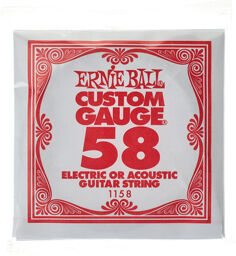 ERNIE BALL
CUSTOM
GAUGE®
58
ELECTRIC OR ACOUSTIC
GUITAR STRING
1158